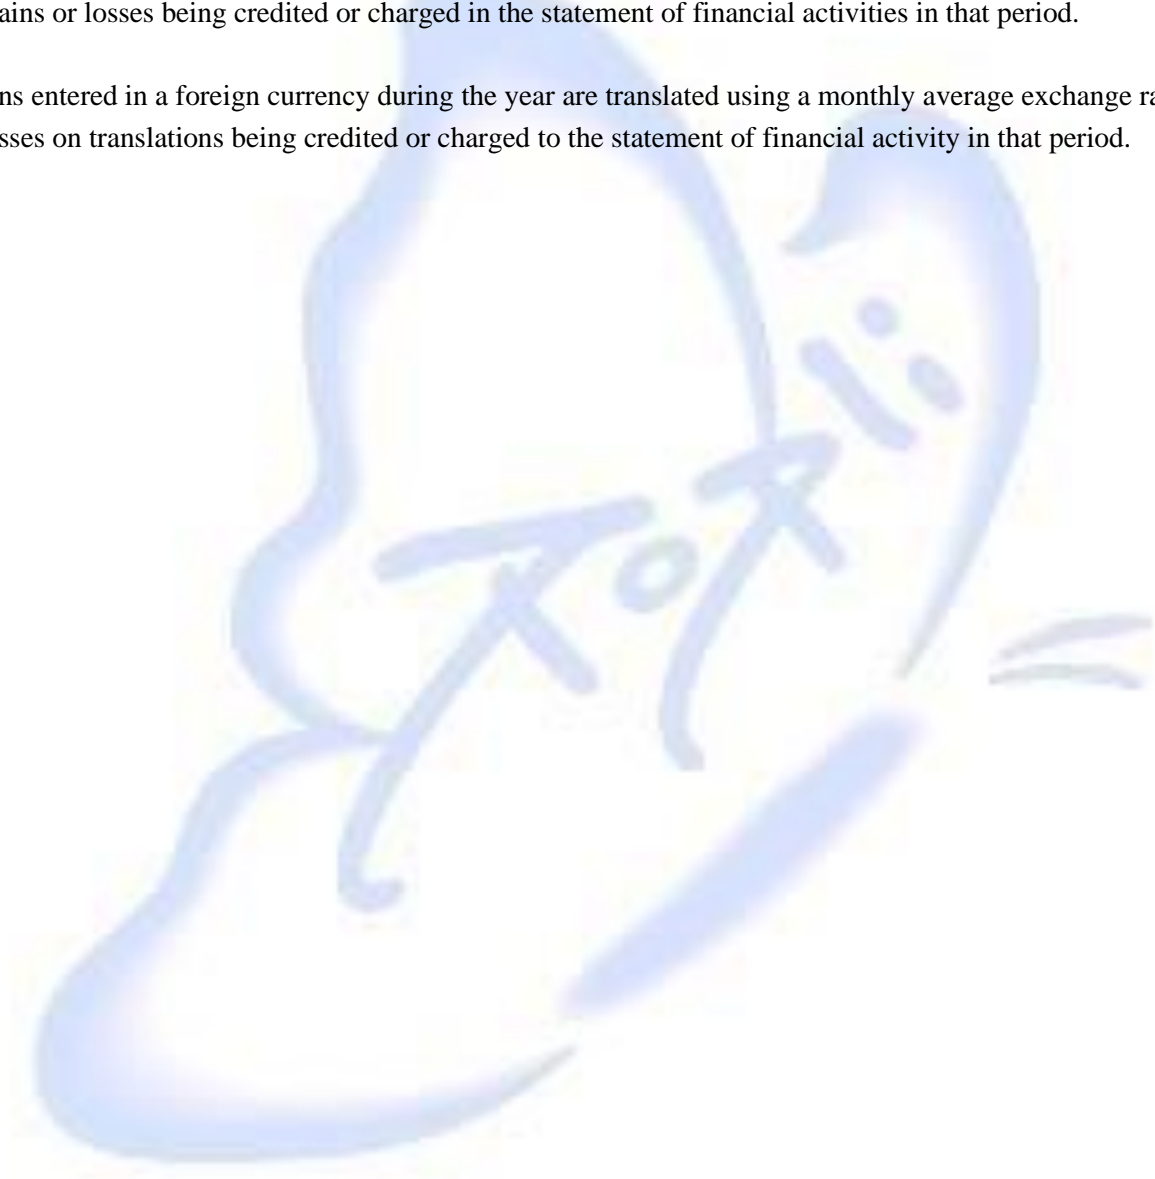 ains or losses being credited or charged in the statement of financial activities in that period.
ns entered in a foreign currency during the year are translated using a monthly average exchange ra
sses on translations being credited or charged to the statement of financial activity in that period.